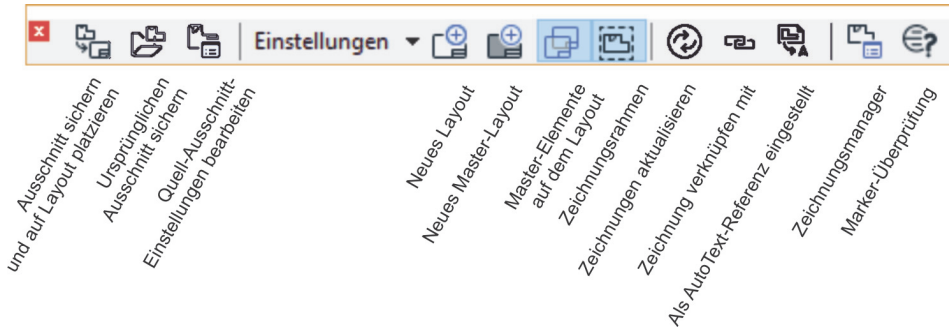 Einstellungen
Ausschnitt sichern
und auf Layout platzieren
Ursprünglichen
Ausschnitt sichern
Quell-Ausschnitt-
Einstellungen bearbeiten
Neues Layout
Neues Master-Layout
Master-Elemente
auf dem Layout
Zeichnungsrahmen
Zeichnungen aktualisieren
Zeichnung verknüpfen mit
Als AutoText-Referenz eingestellt
Zeichnungsmanager
Marker-Überprüfung